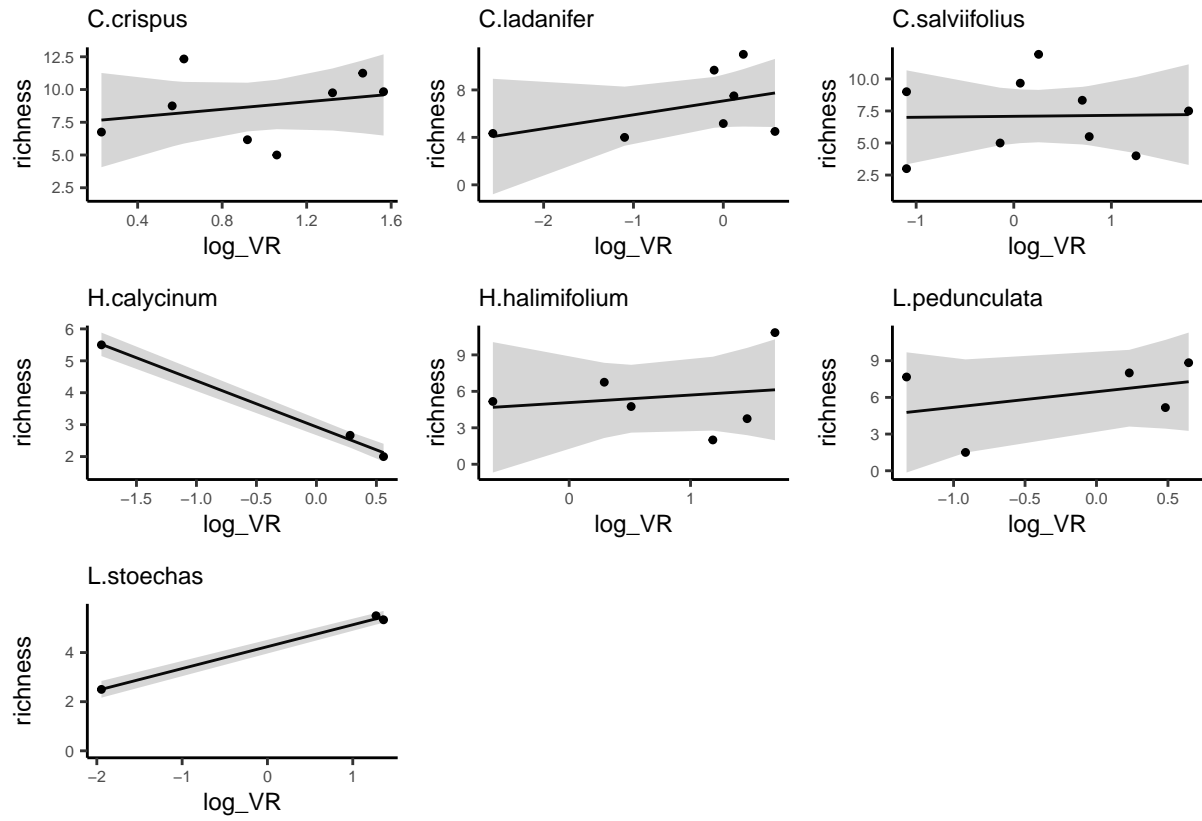 C.crispus
C.ladanifer
C.salviifolius
12.5
10.0
7.5
5.0
2.5
richness
0.4
0.8
1.2
1.6
log_VR
8
4
0
richness
−2
−1
0
log_VR
10.0
7.5
5.0
2.5
richness
−1
0
1
log_VR
H.calycinum
H.halimifolium
L.pedunculata
6
5
4
3
2
richness
−1.5
−1.0
−0.5
0.0
0.5
log_VR
9
6
3
0
richness
0
1
log_VR
9
6
3
0
richness
−1.0
−0.5
0.0
0.5
log_VR
L.stoechas
4
2
0
richness
−2
−1
0
1
log_VR